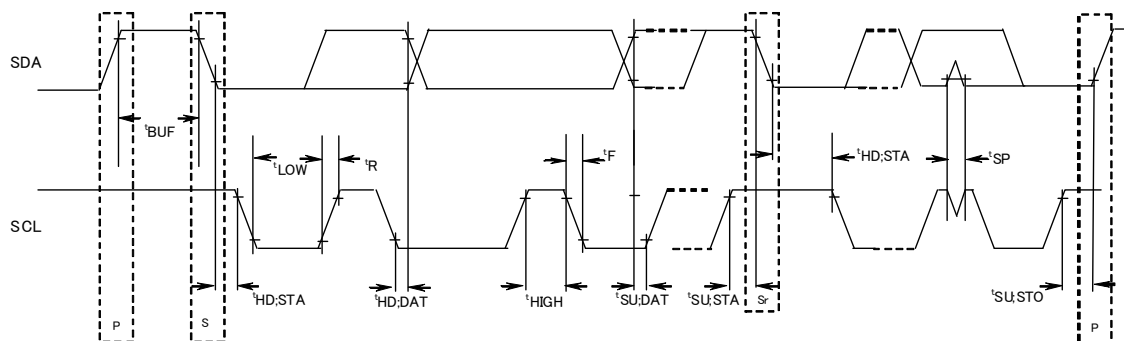 SDA
tBUF
tLOW
tR
tF
tHD;STA
tSP
SCL
tHD;STA
tHD;DAT
tHIGH
tSU;DAT
tSU;STA
Sr
tSU;STO
P
S
P